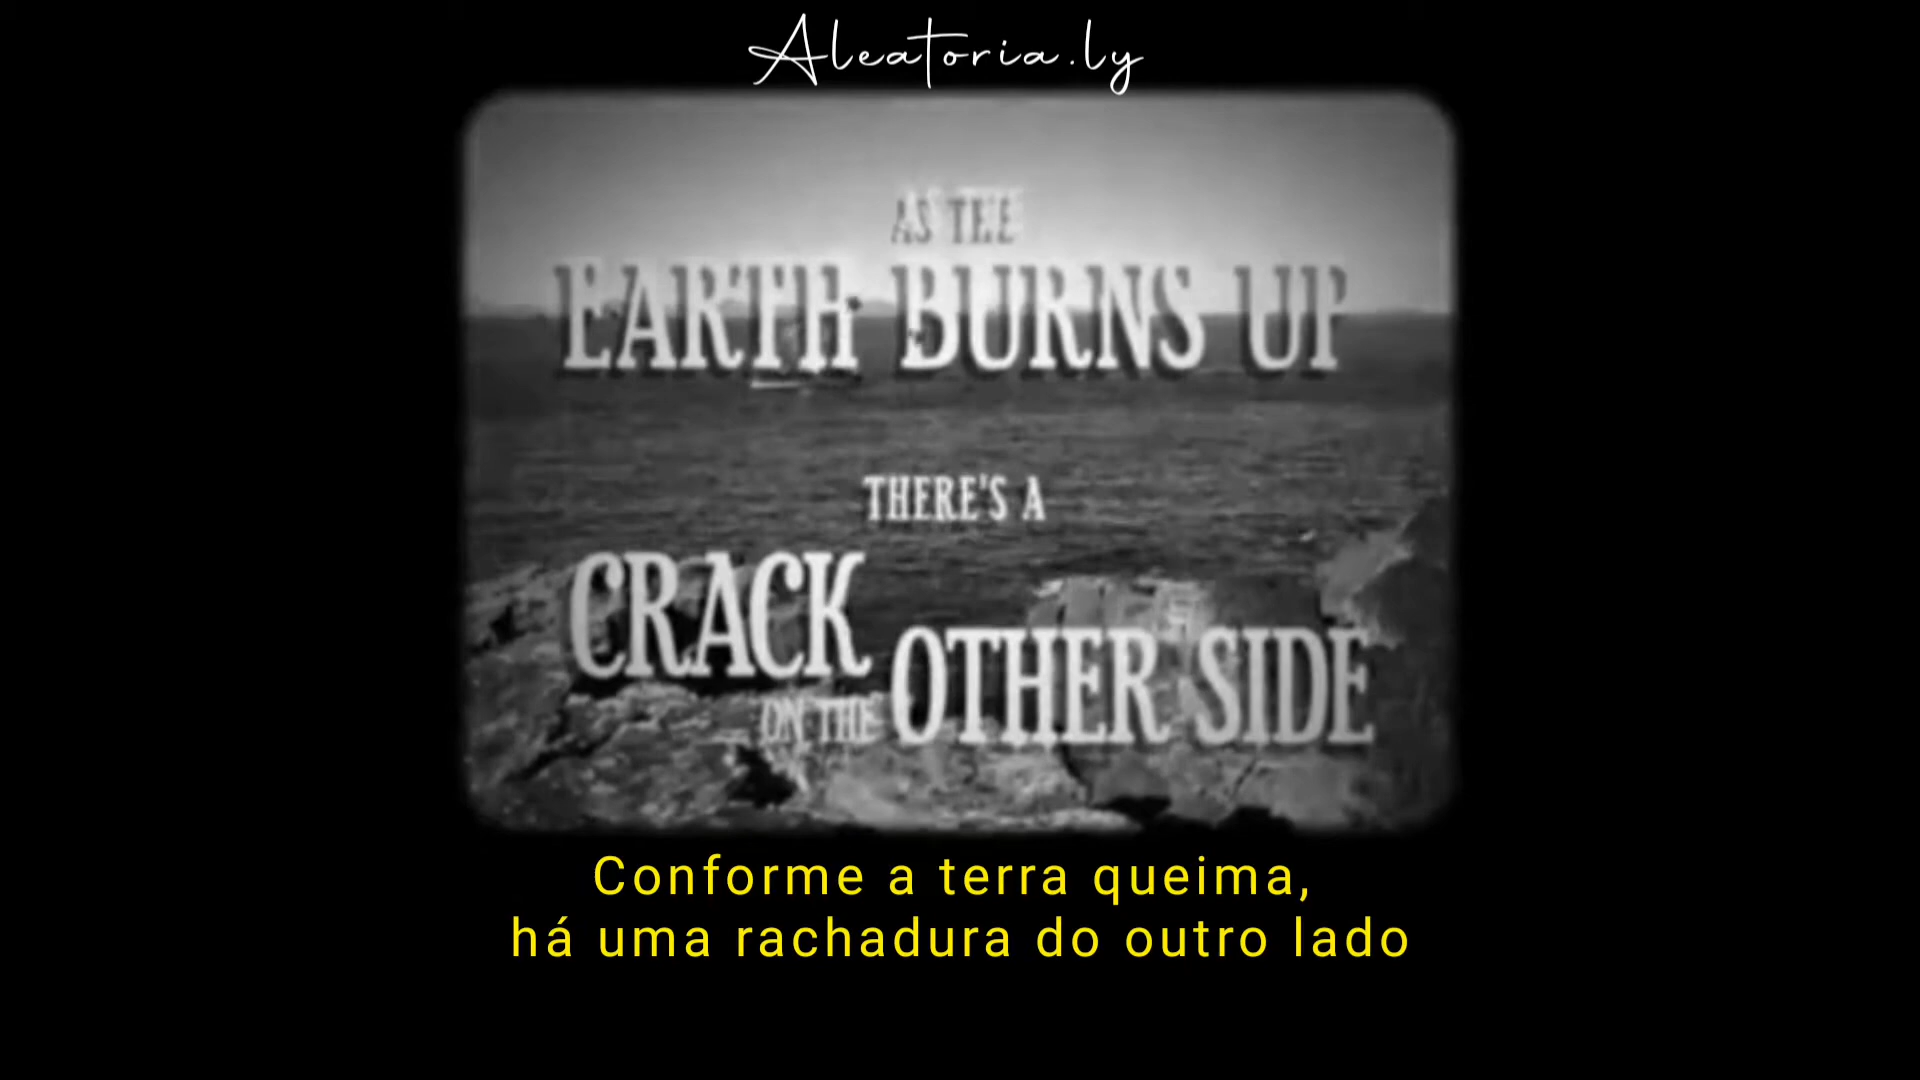 Aleatoria.ly
AS THE
EARTH BURNS UP
THERE'S A
CRACK
ON THE OTHER SIDE
Conforme a terra queima,
há uma rachadura do outro lado